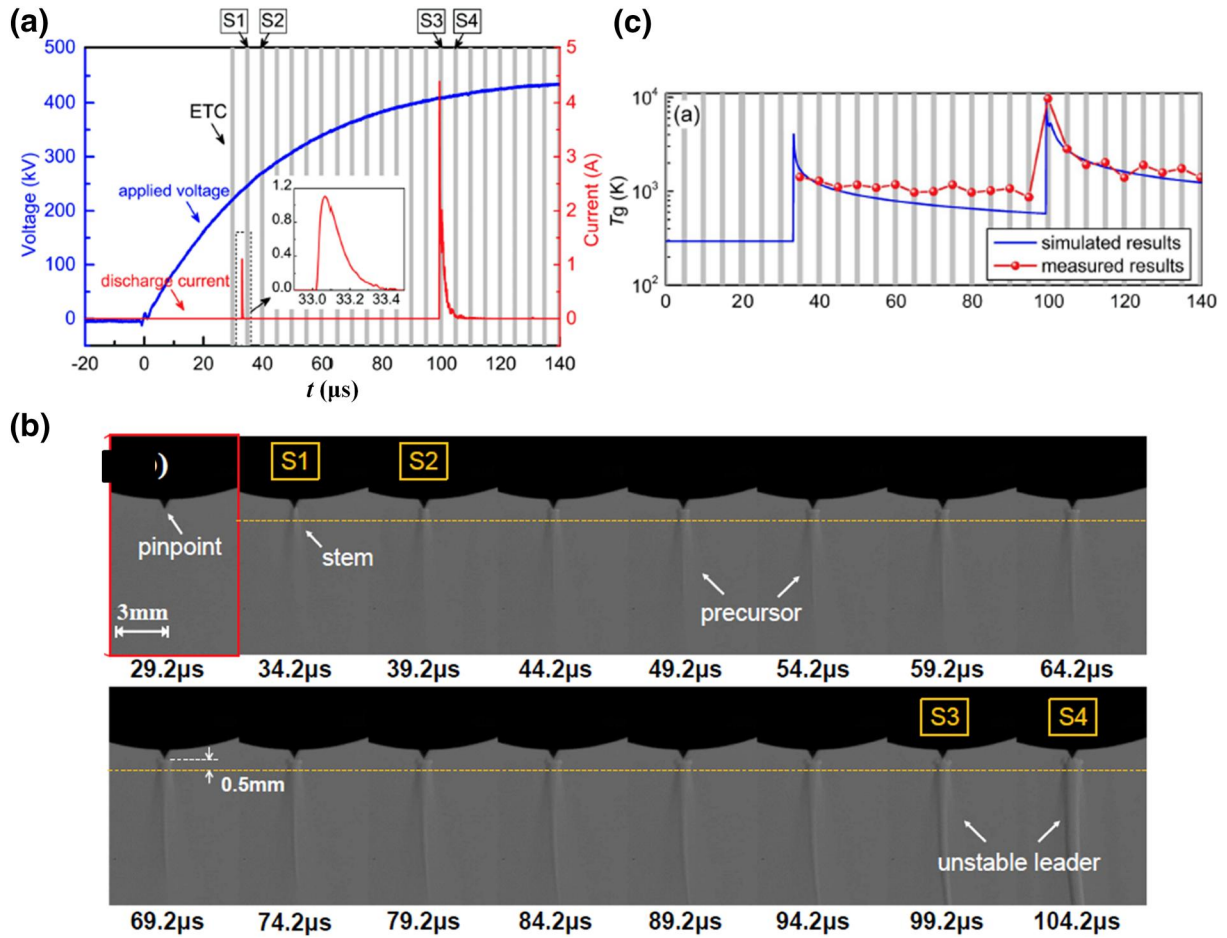 (a)
S1 S2 S3 S4
500 5
400 4
300 3
200 2
100 1
0 0
Voltage (kV)
Current (A)
ETC
applied voltage
discharge current
1.2
0.8
0.4
0.0
33.0 33.2 33.4
-20 0 20 40 60 80 100 120 140
t (μs)
(c)
(a)
10⁴
10³
10²
Tg (K)
simulated results
measured results
0 20 40 60 80 100 120 140
(b)
)
S1 S2
pinpoint
stem
precursor
3mm
29.2μs 34.2μs 39.2μs 44.2μs 49.2μs 54.2μs 59.2μs 64.2μs
S3 S4
0.5mm
unstable leader
69.2μs 74.2μs 79.2μs 84.2μs 89.2μs 94.2μs 99.2μs 104.2μs